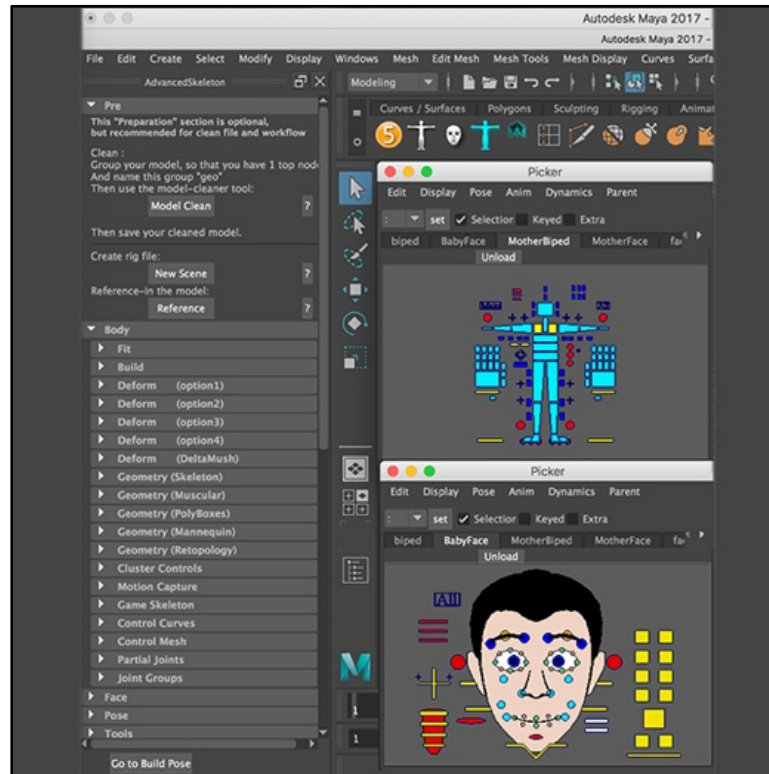 Autodesk Maya 2017 -
Autodesk Maya 2017 -
File Edit Create Select Modify Display Windows Mesh Edit Mesh Mesh Tools Mesh Display Curves Surfa
AdvancedSkeleton
Modeling
Pre
This "Preparation" section is optional,
but recommended for clean file and workflow
Clean :
Group your model, so that you have 1 top node
And name this group "geo"
Then use the model-cleaner tool:
Model Clean ?
Then save your cleaned model.
Create rig file:
New Scene ?
Reference-in the model:
Reference ?
Body
Fit
Build
Deform (option1)
Deform (option2)
Deform (option3)
Deform (option4)
Deform (DeltaMush)
Geometry (Skeleton)
Geometry (Muscular)
Geometry (PolyBoxes)
Geometry (Mannequin)
Geometry (Retopology)
Cluster Controls
Motion Capture
Game Skeleton
Control Curves
Control Mesh
Partial Joints
Joint Groups
Face
Pose
Tools
Go to Build Pose
Curves / Surfaces Polygons Sculpting Rigging Animat
5
Picker
Edit Display Pose Anim Dynamics Parent
: set Selection Keyed Extra
biped BabyFace MotherBiped MotherFace fa
Unload
Picker
Edit Display Pose Anim Dynamics Parent
: set Selection Keyed Extra
biped BabyFace MotherBiped MotherFace fa
Unload
All
M
1
1